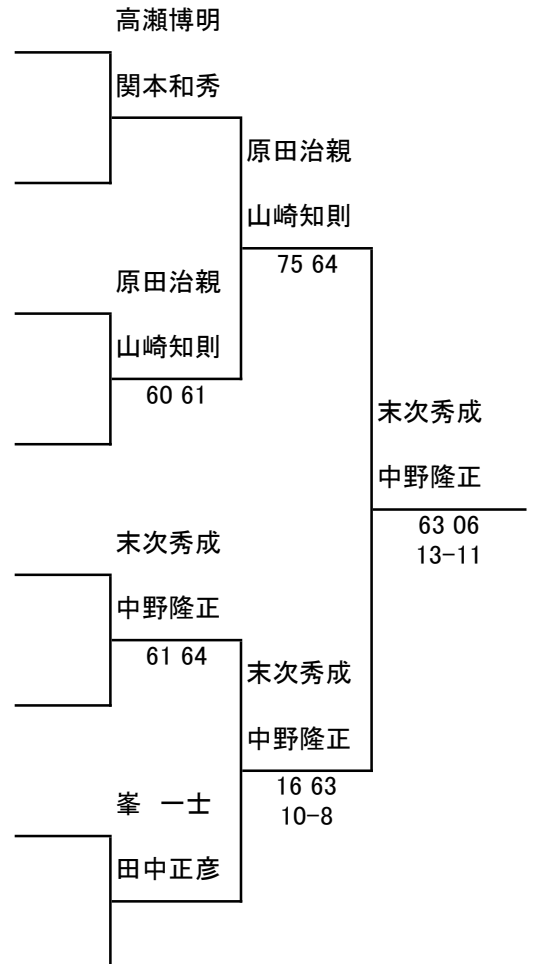 高瀬博明
関本和秀
原田治親
山崎知則
75 64
原田治親
山崎知則
60 61
末次秀成
中野隆正
63 06
13-11
末次秀成
中野隆正
61 64
末次秀成
中野隆正
16 63
10-8
峯　一士
田中正彦